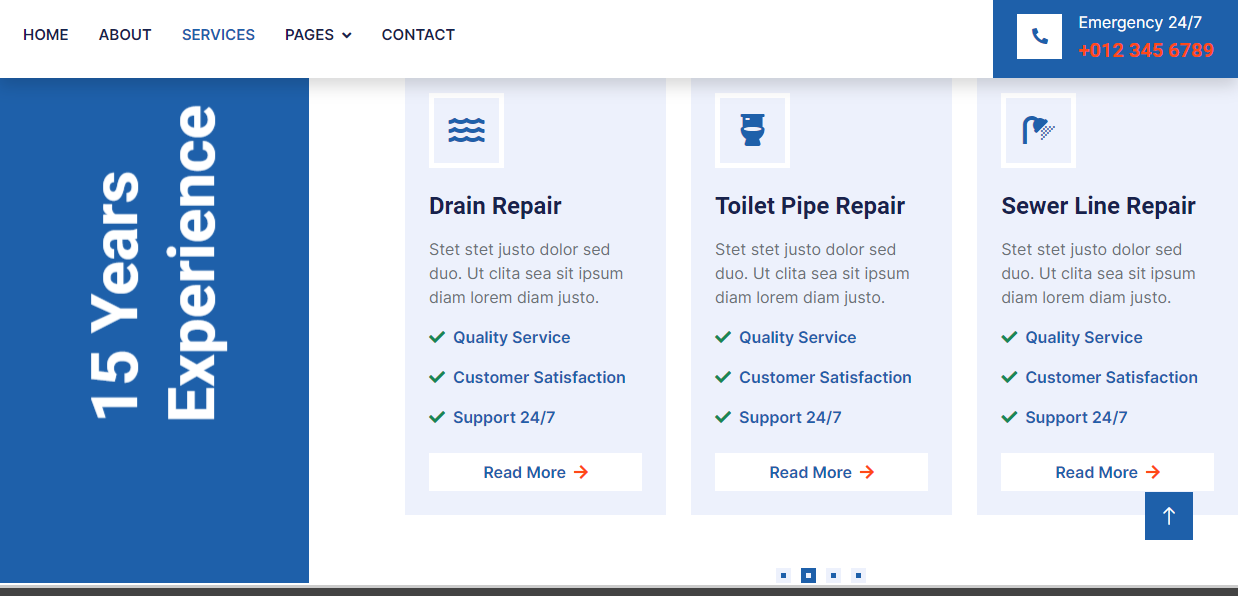 HOME ABOUT SERVICES PAGES CONTACT
Emergency 24/7
+012 345 6789
15 Years
Experience
Drain Repair
Stet stet justo dolor sed
duo. Ut clita sea sit ipsum
diam lorem diam justo.
Quality Service
Customer Satisfaction
Support 24/7
Read More
Toilet Pipe Repair
Stet stet justo dolor sed
duo. Ut clita sea sit ipsum
diam lorem diam justo.
Quality Service
Customer Satisfaction
Support 24/7
Read More
Sewer Line Repair
Stet stet justo dolor sed
duo. Ut clita sea sit ipsum
diam lorem diam justo.
Quality Service
Customer Satisfaction
Support 24/7
Read More